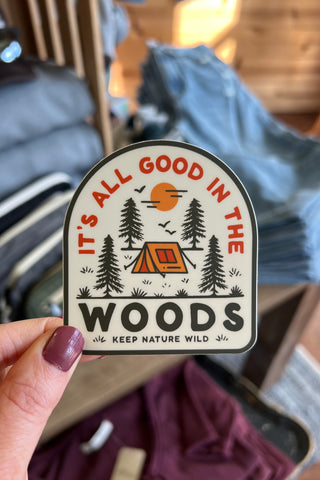 IT'S ALL GOOD IN THE
WOODS
KEEP NATURE WILD